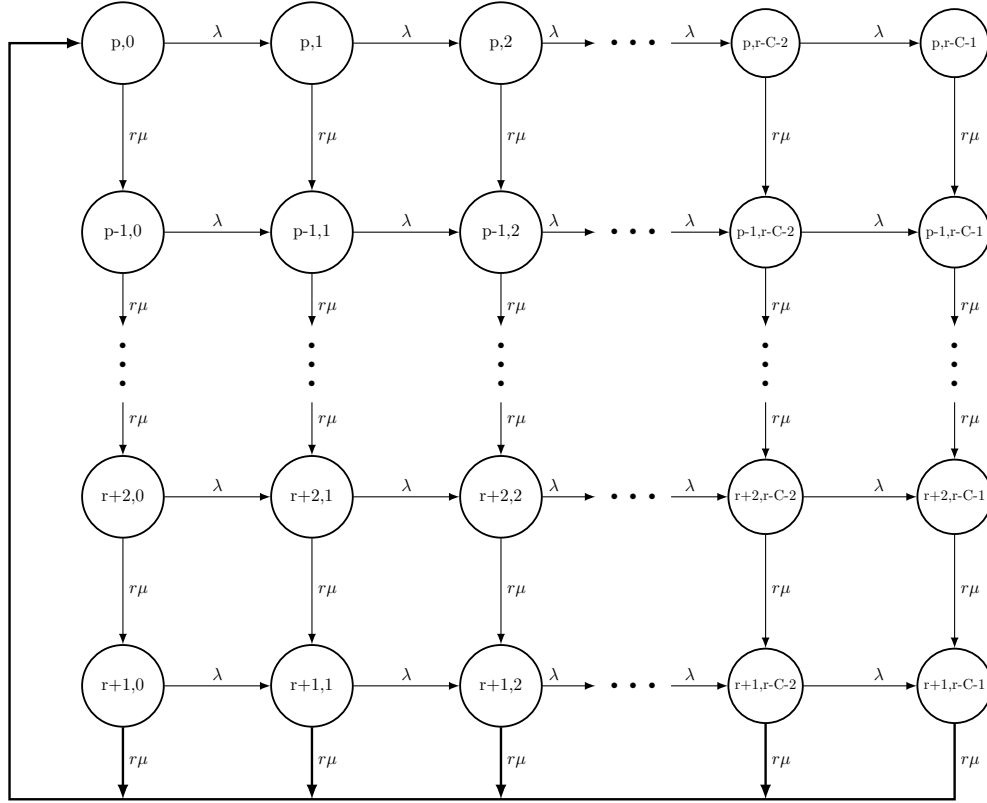 λ λ λ λ λ
p,0 p,1 p,2 p,r-C-2 p,r-C-1
rμ rμ rμ rμ rμ
λ λ λ λ λ
p-1,0 p-1,1 p-1,2 p-1,r-C-2 p-1,r-C-1
rμ rμ rμ rμ rμ
rμ rμ rμ rμ rμ
λ λ λ λ λ
r+2,0 r+2,1 r+2,2 r+2,r-C-2 r+2,r-C-1
rμ rμ rμ rμ rμ
λ λ λ λ λ
r+1,0 r+1,1 r+1,2 r+1,r-C-2 r+1,r-C-1
rμ rμ rμ rμ rμ